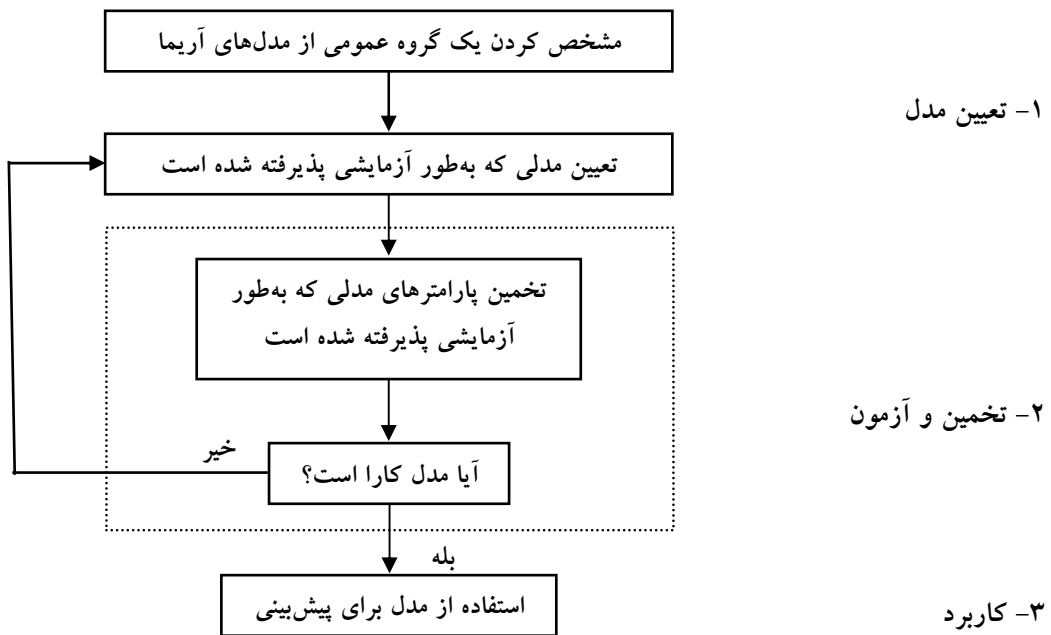 مشخص کردن یک گروه عمومی از مدل‌های آریما
۱- تعیین مدل
تعیین مدلی که به‌طور آزمایشی پذیرفته شده است
تخمین پارامترهای مدلی که به‌طور
آزمایشی پذیرفته شده است
۲- تخمین و آزمون
خیر
آیا مدل کارا است؟
بله
استفاده از مدل برای پیش‌بینی
۳- کاربرد